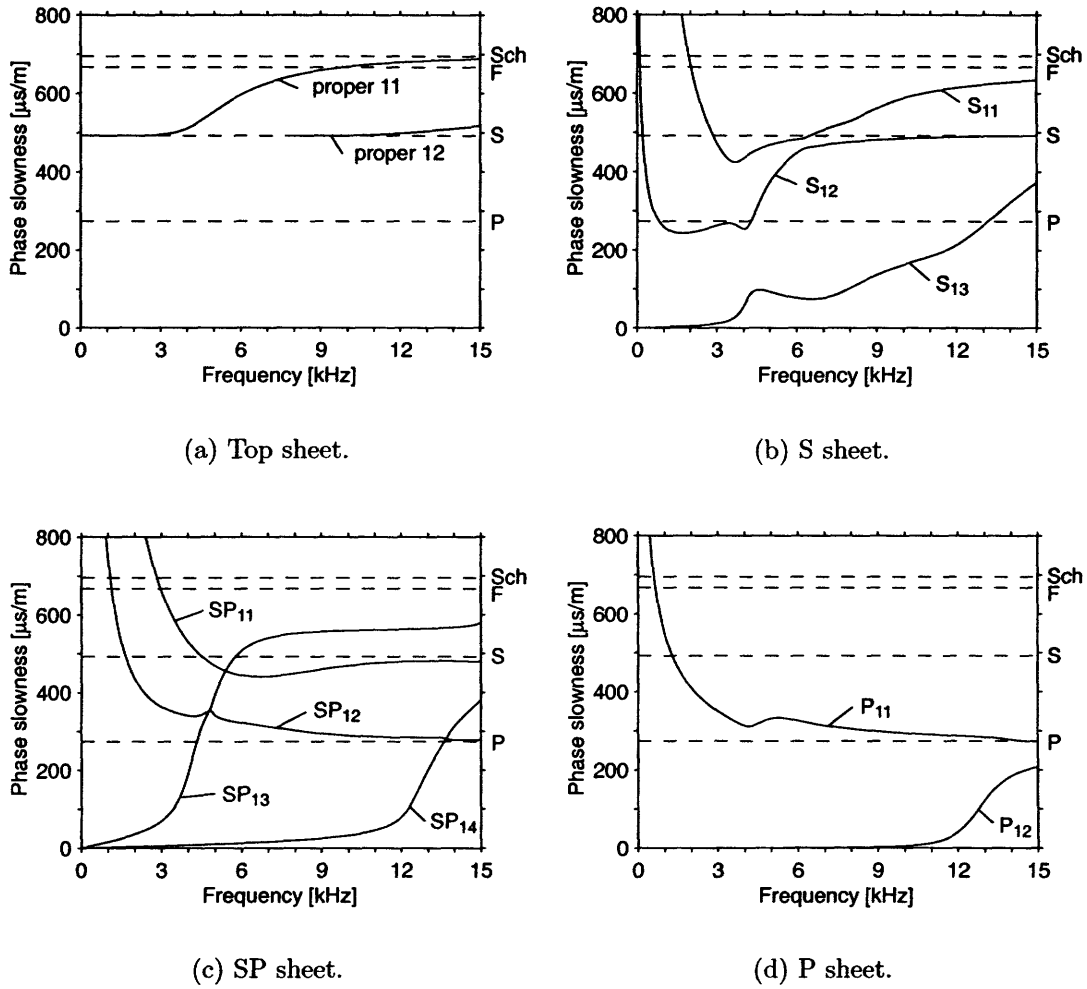 800
600
400
200
0
Phase slowness [μs/m]
Sch
F
S
P
proper 11
proper 12
0 3 6 9 12 15
Frequency [kHz]
(a) Top sheet.
800
600
400
200
0
Phase slowness [μs/m]
Sch
F
S
P
S11
S12
S13
0 3 6 9 12 15
Frequency [kHz]
(b) S sheet.
800
600
400
200
0
Phase slowness [μs/m]
Sch
F
S
P
SP11
SP12
SP13
SP14
0 3 6 9 12 15
Frequency [kHz]
(c) SP sheet.
800
600
400
200
0
Phase slowness [μs/m]
Sch
F
S
P
P11
P12
0 3 6 9 12 15
Frequency [kHz]
(d) P sheet.